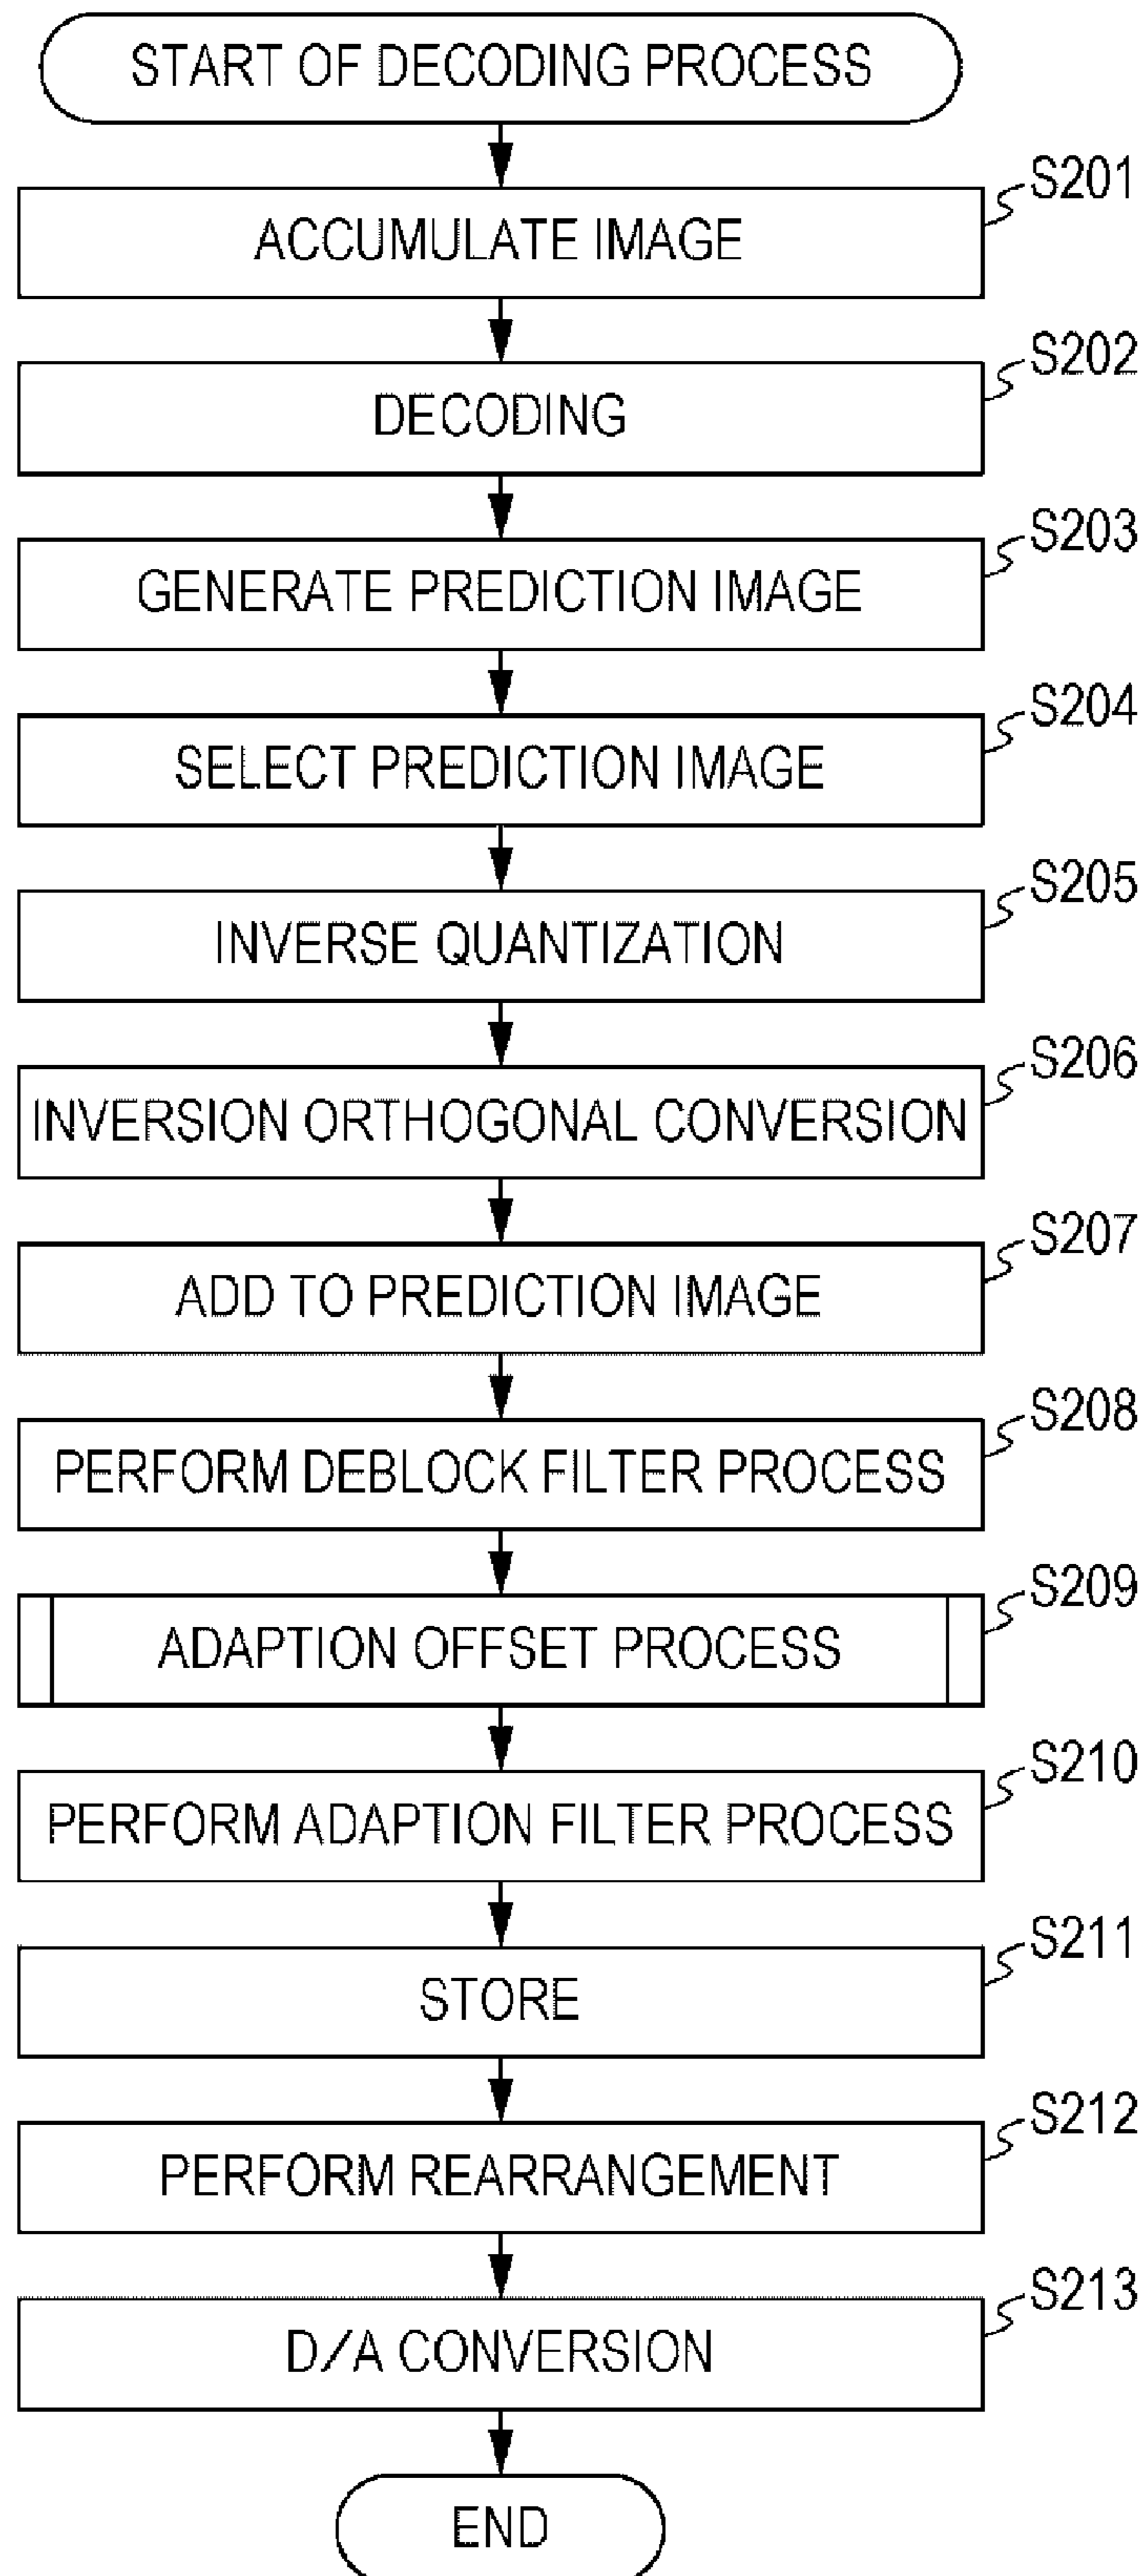 START OF DECODING PROCESS
S201
ACCUMULATE IMAGE
S202
DECODING
S203
GENERATE PREDICTION IMAGE
S204
SELECT PREDICTION IMAGE
S205
INVERSE QUANTIZATION
S206
INVERSION ORTHOGONAL CONVERSION
S207
ADD TO PREDICTION IMAGE
S208
PERFORM DEBLOCK FILTER PROCESS
S209
ADAPTION OFFSET PROCESS
S210
PERFORM ADAPTION FILTER PROCESS
S211
STORE
S212
PERFORM REARRANGEMENT
S213
D/A CONVERSION
END